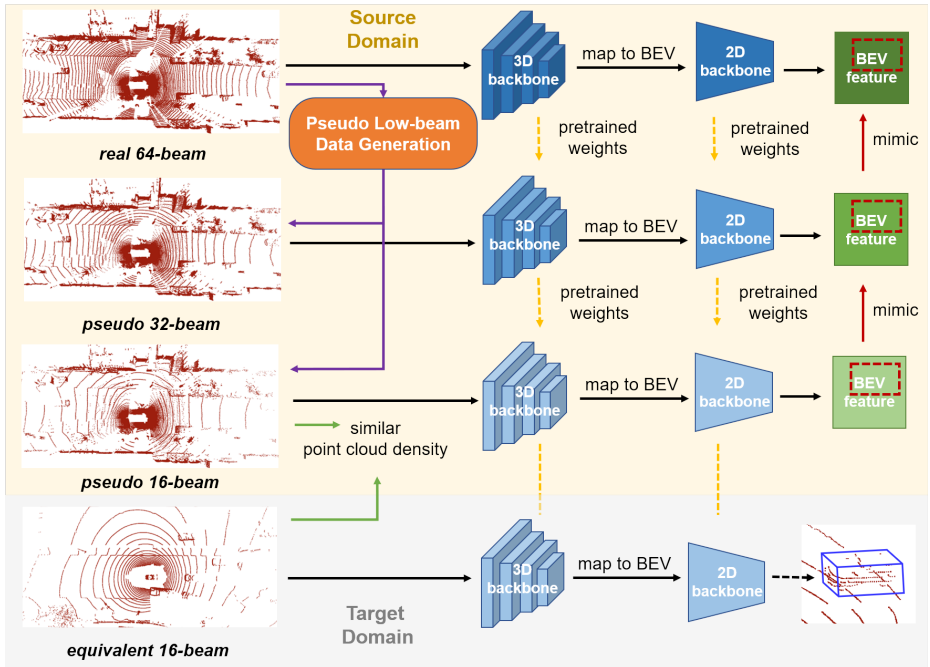 Source
Domain
3D
backbone
map to BEV
2D
backbone
BEV
feature
real 64-beam
Pseudo Low-beam
Data Generation
pretrained
weights
pretrained
weights
mimic
3D
backbone
map to BEV
2D
backbone
BEV
feature
pseudo 32-beam
pretrained
weights
pretrained
weights
mimic
3D
backbone
map to BEV
2D
backbone
BEV
feature
similar
point cloud density
pseudo 16-beam
3D
backbone
map to BEV
2D
backbone
Target
Domain
equivalent 16-beam